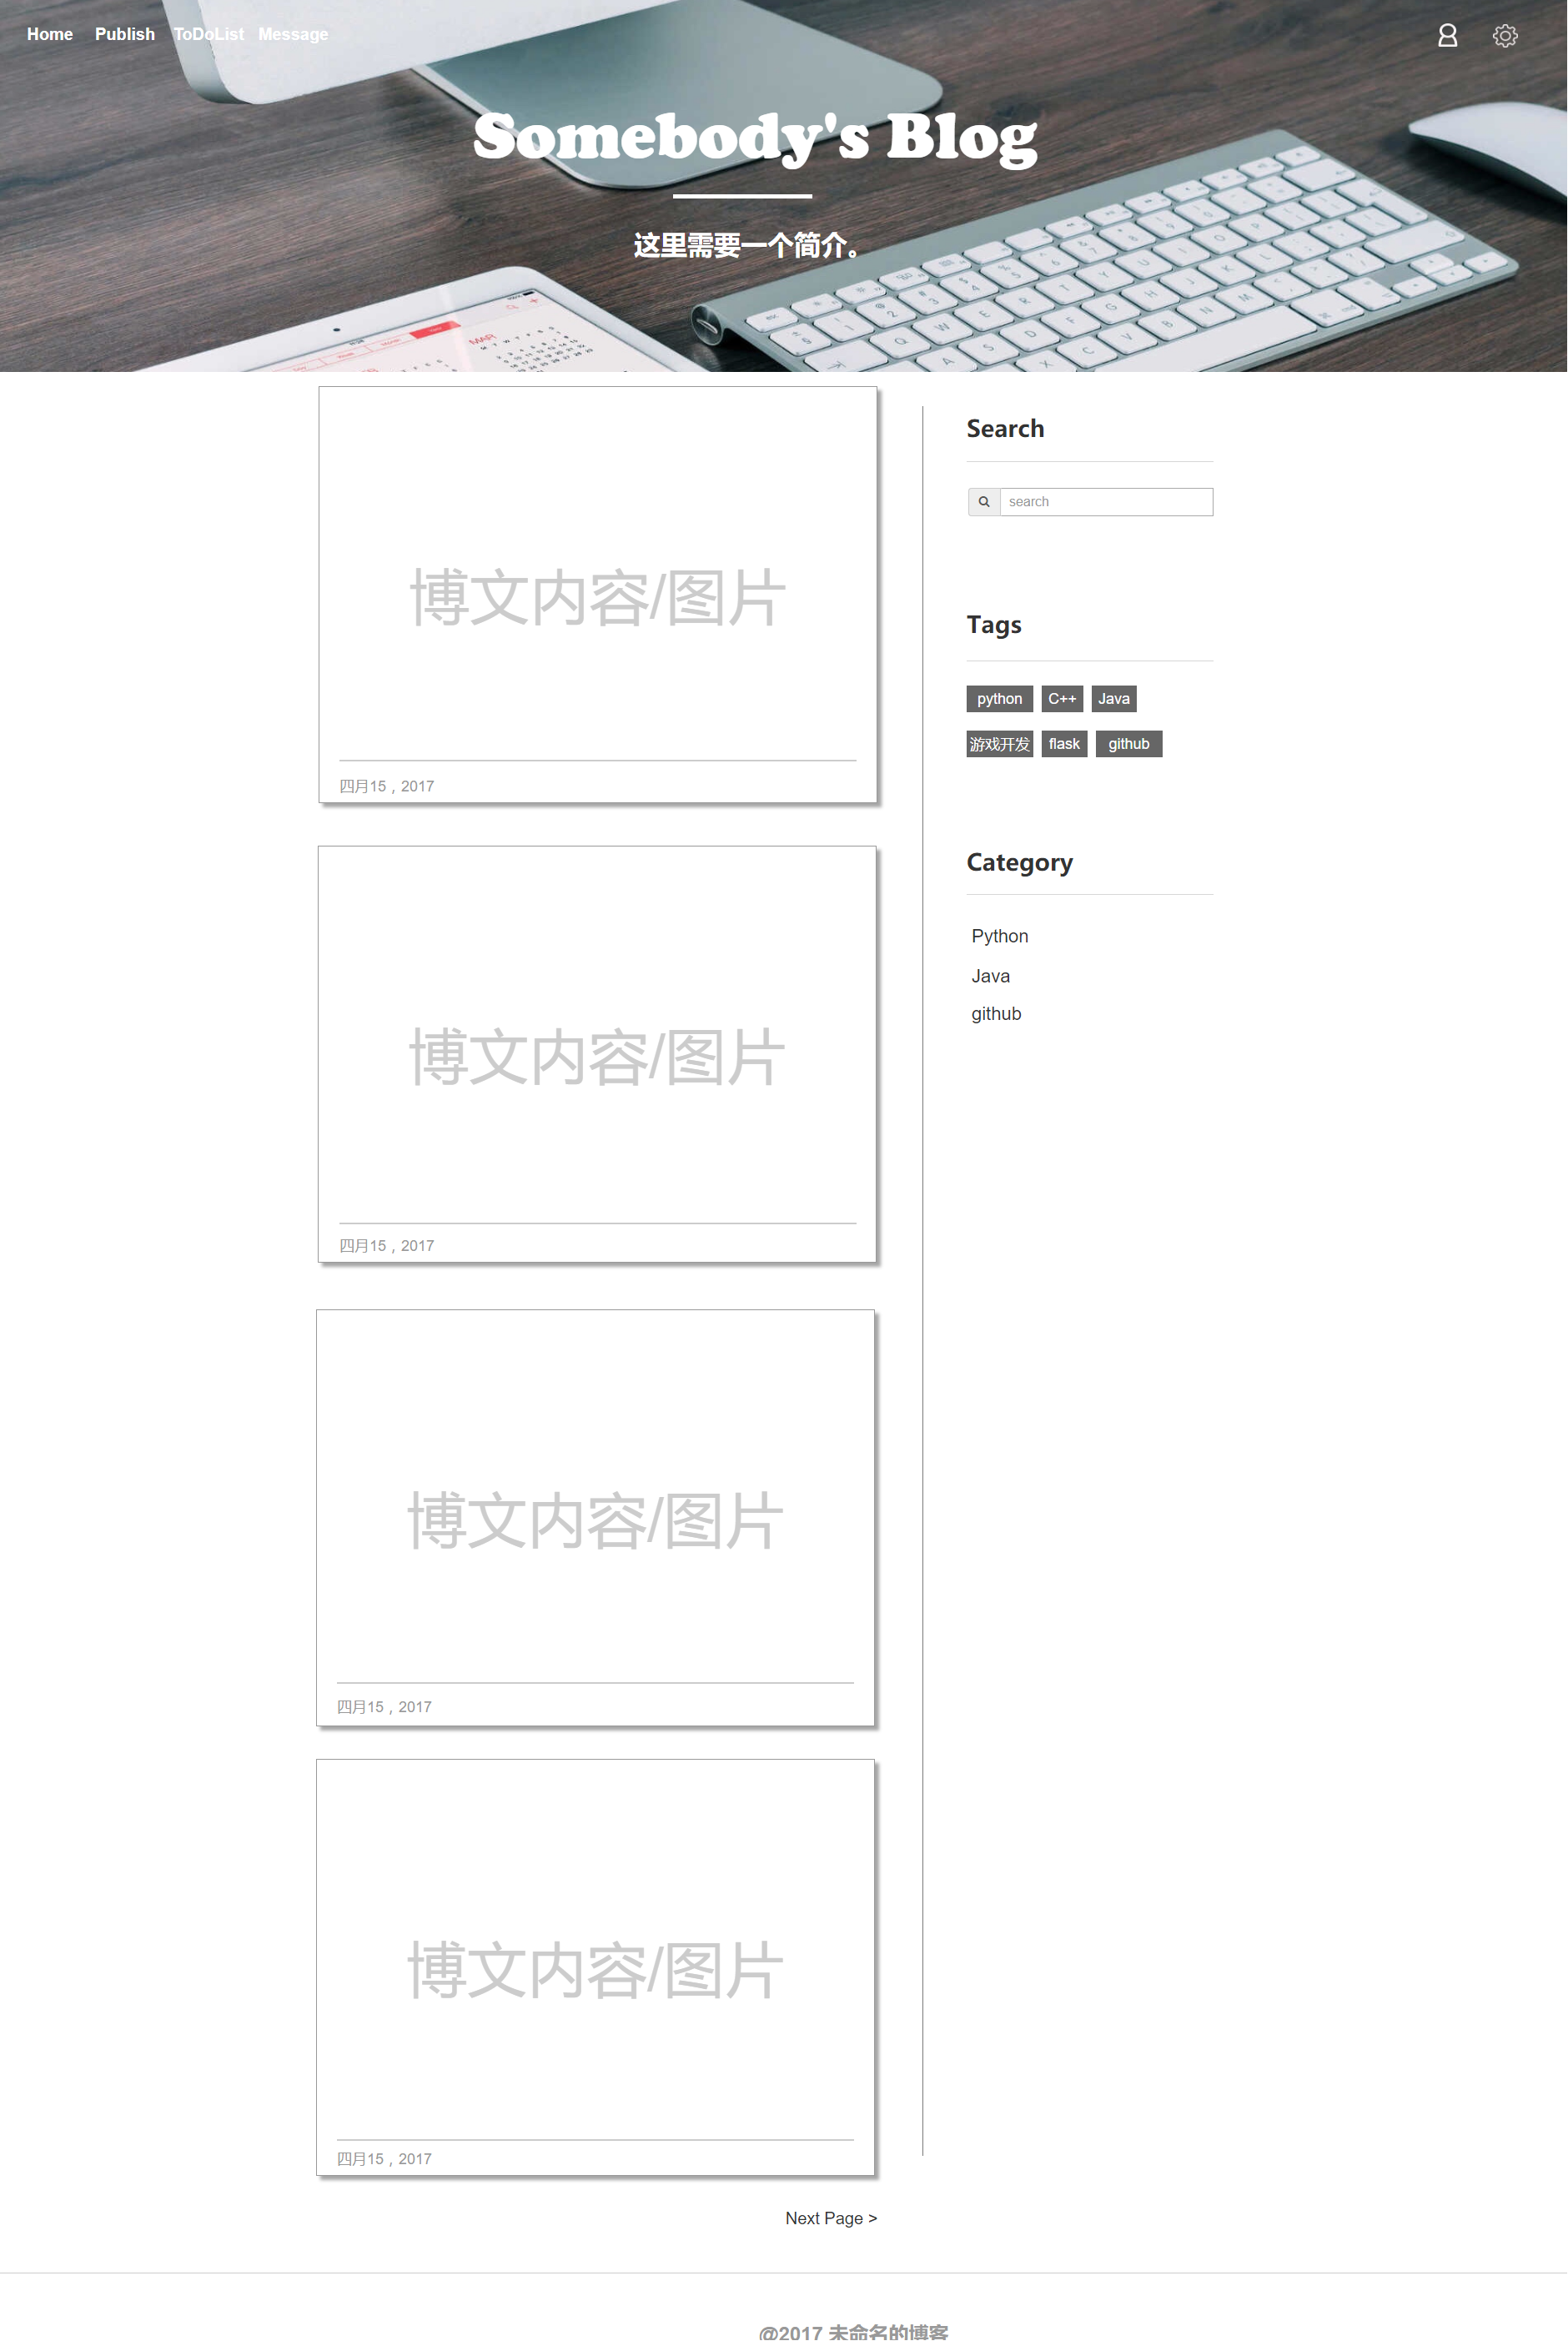 Home Publish ToDoList Message
Somebody's Blog
这里需要一个简介。
博文内容/图片
四月15，2017
博文内容/图片
四月15，2017
博文内容/图片
四月15，2017
博文内容/图片
四月15，2017
Next Page >
Search
search
Tags
python C++ Java
游戏开发 flask github
Category
Python
Java
github
@2017 未命名的博客